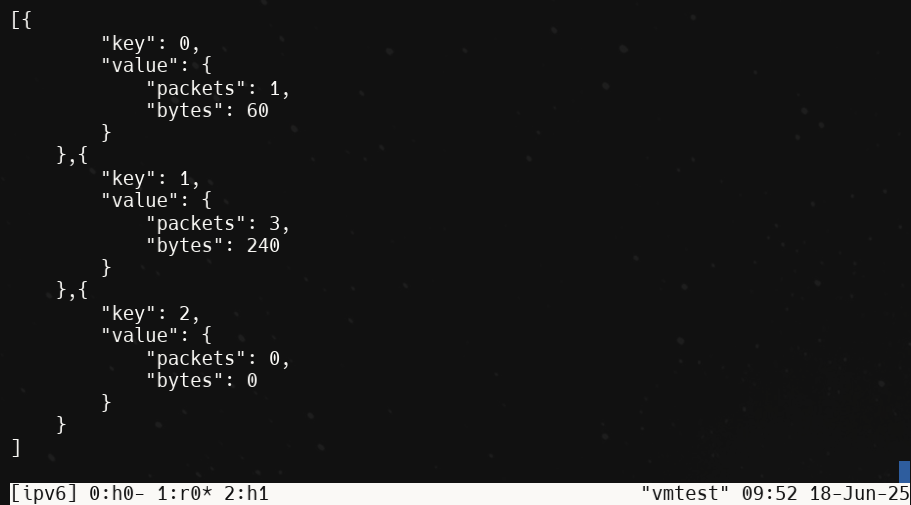 [{
        "key": 0,
        "value": {
            "packets": 1,
            "bytes": 60
        }
    },{
        "key": 1,
        "value": {
            "packets": 3,
            "bytes": 240
        }
    },{
        "key": 2,
        "value": {
            "packets": 0,
            "bytes": 0
        }
    }
]
[ipv6] 0:h0- 1:r0* 2:h1 "vmtest" 09:52 18-Jun-25